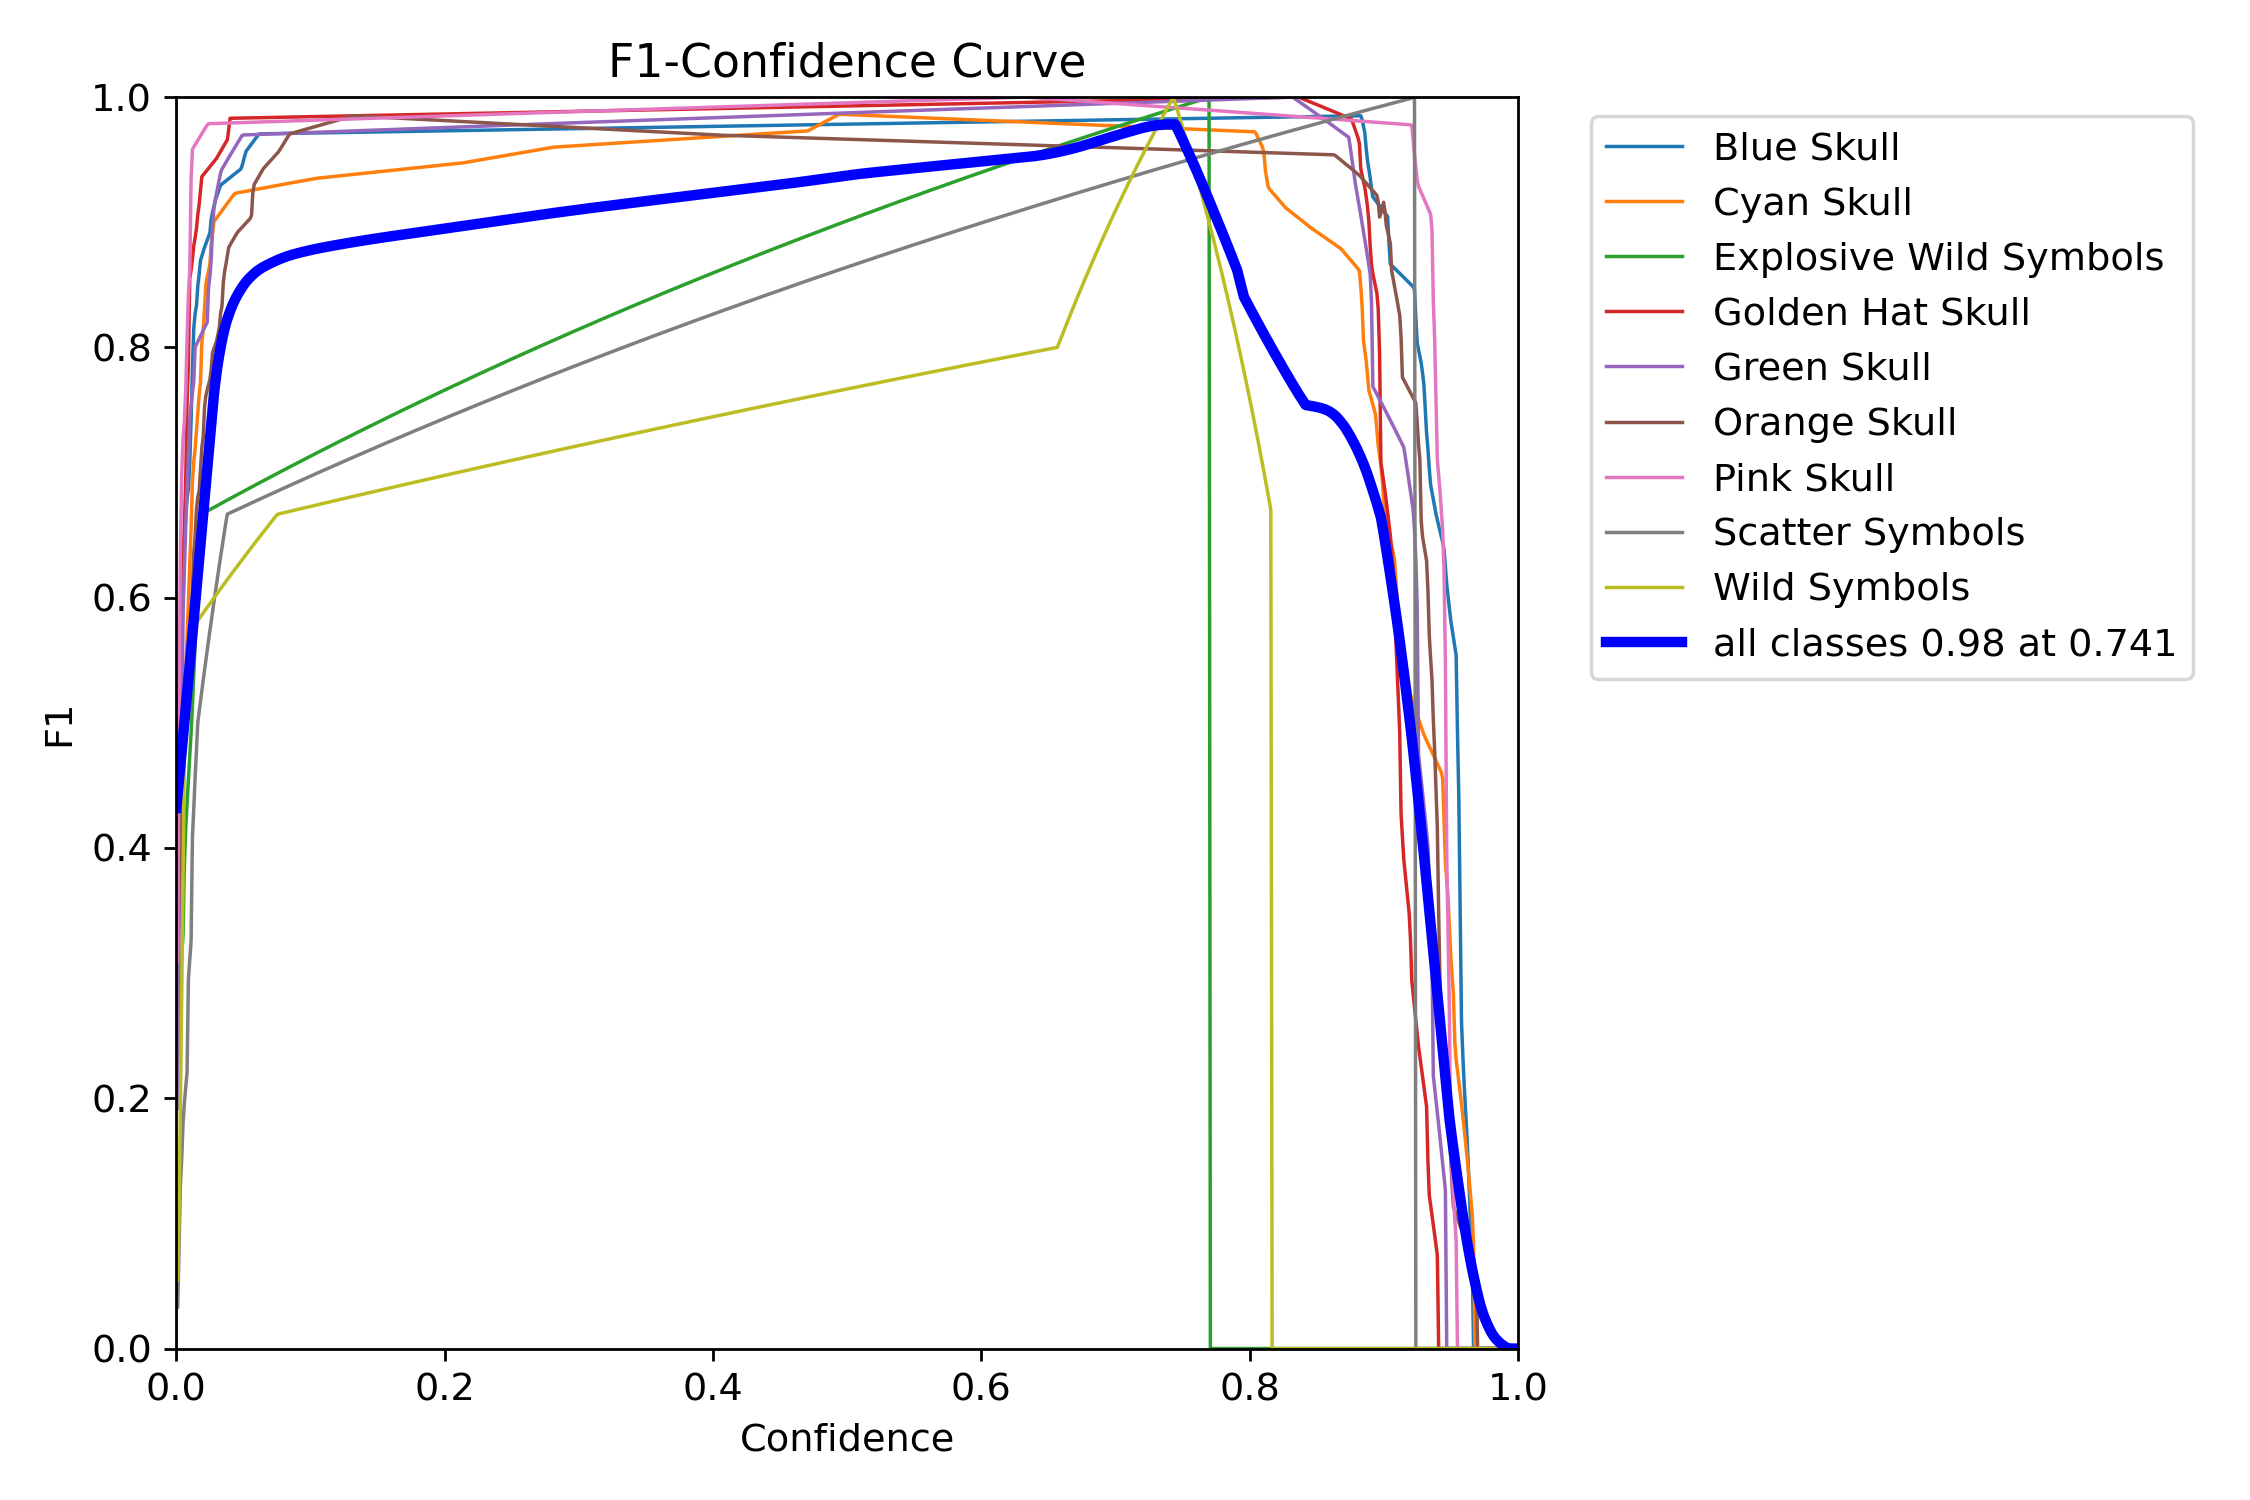 F1-Confidence Curve
1.0
0.8
0.6
0.4
0.2
0.0
F1
0.0 0.2 0.4 0.6 0.8 1.0
Confidence
Blue Skull
Cyan Skull
Explosive Wild Symbols
Golden Hat Skull
Green Skull
Orange Skull
Pink Skull
Scatter Symbols
Wild Symbols
all classes 0.98 at 0.741